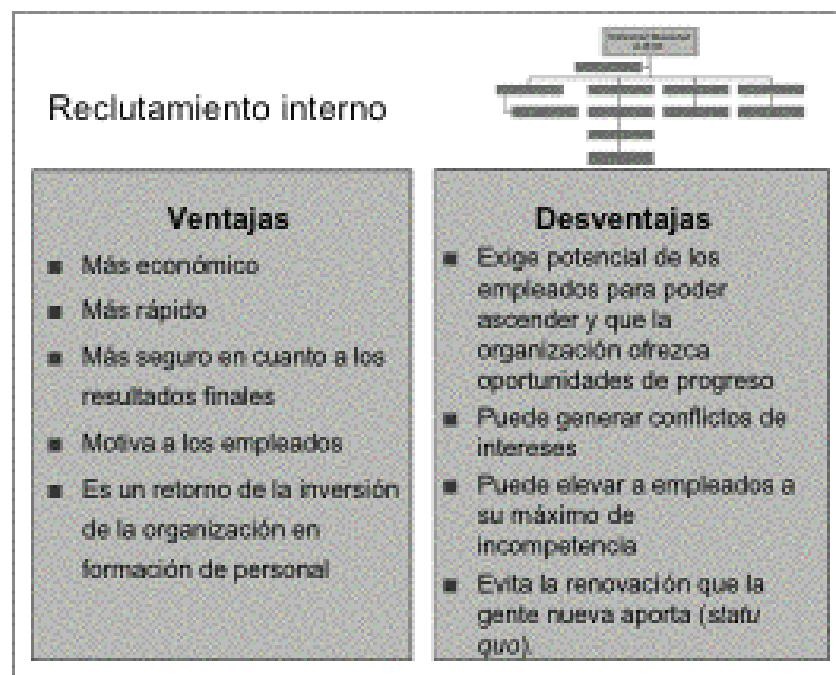 Reclutamiento interno
Ventajas
■ Más económico
■ Más rápido
■ Más seguro en cuanto a los
resultados finales
■ Motiva a los empleados
■ Es un retorno de la inversión
de la organización en
formación de personal
Desventajas
■ Exige potencial de los
empleados para poder
ascender y que la
organización ofrezca
oportunidades de progreso
■ Puede generar conflictos de
intereses
■ Puede elevar a empleados a
su máximo de
incompetencia
■ Evita la renovación que la
gente nueva aporta (statu
quo).